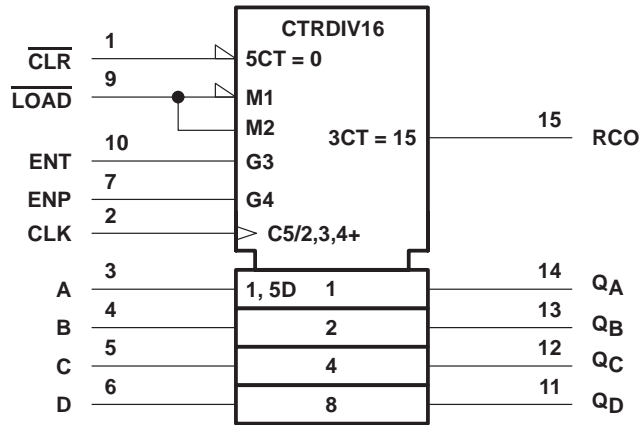 CTRDIV16
CLR 1 5CT = 0
LOAD 9 M1
M2
3CT = 15 15 RCO
ENT 10 G3
ENP 7 G4
CLK 2 C5/2,3,4+
A 3 1, 5D 1 14 QA
B 4 2 13 QB
C 5 4 12 QC
D 6 8 11 QD